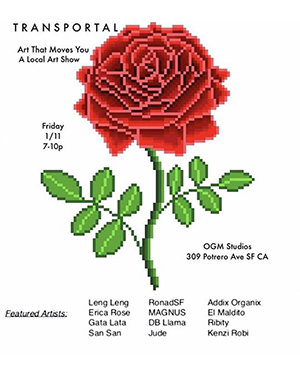 TRANSPORTAL
Art That Moves You
A Local Art Show
Friday
1/11
7-10p
OGM Studios
309 Potrero Ave SF CA
Featured Artists:
Leng Leng RonadSF Addix Organix
Erica Rose MAGNUS El Maldito
Gata Lata DB Llama Ribity
San San Jude Kenzi Robi